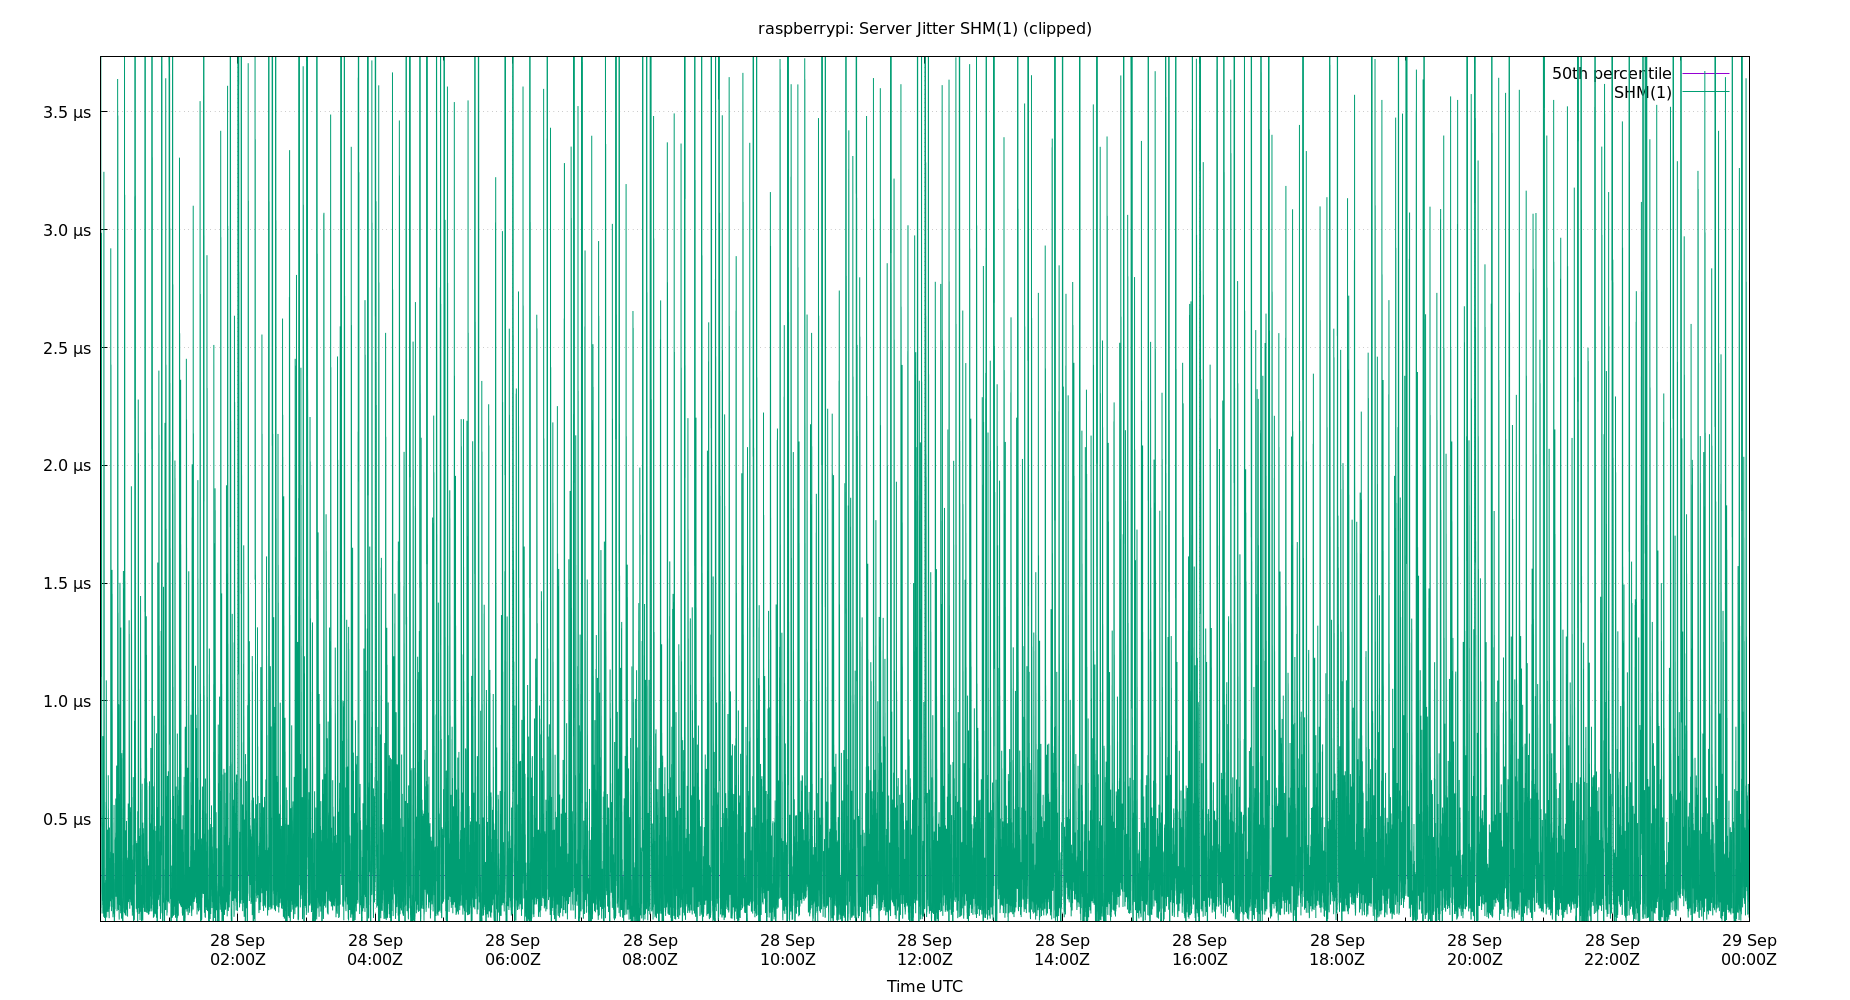 raspberrypi: Server Jitter SHM(1) (clipped)
50th percentile
SHM(1)
3.5 μs
3.0 μs
2.5 μs
2.0 μs
1.5 μs
1.0 μs
0.5 μs
28 Sep 28 Sep 28 Sep 28 Sep 28 Sep 28 Sep 28 Sep 28 Sep 28 Sep 28 Sep 28 Sep 29 Sep
02:00Z 04:00Z 06:00Z 08:00Z 10:00Z 12:00Z 14:00Z 16:00Z 18:00Z 20:00Z 22:00Z 00:00Z
Time UTC